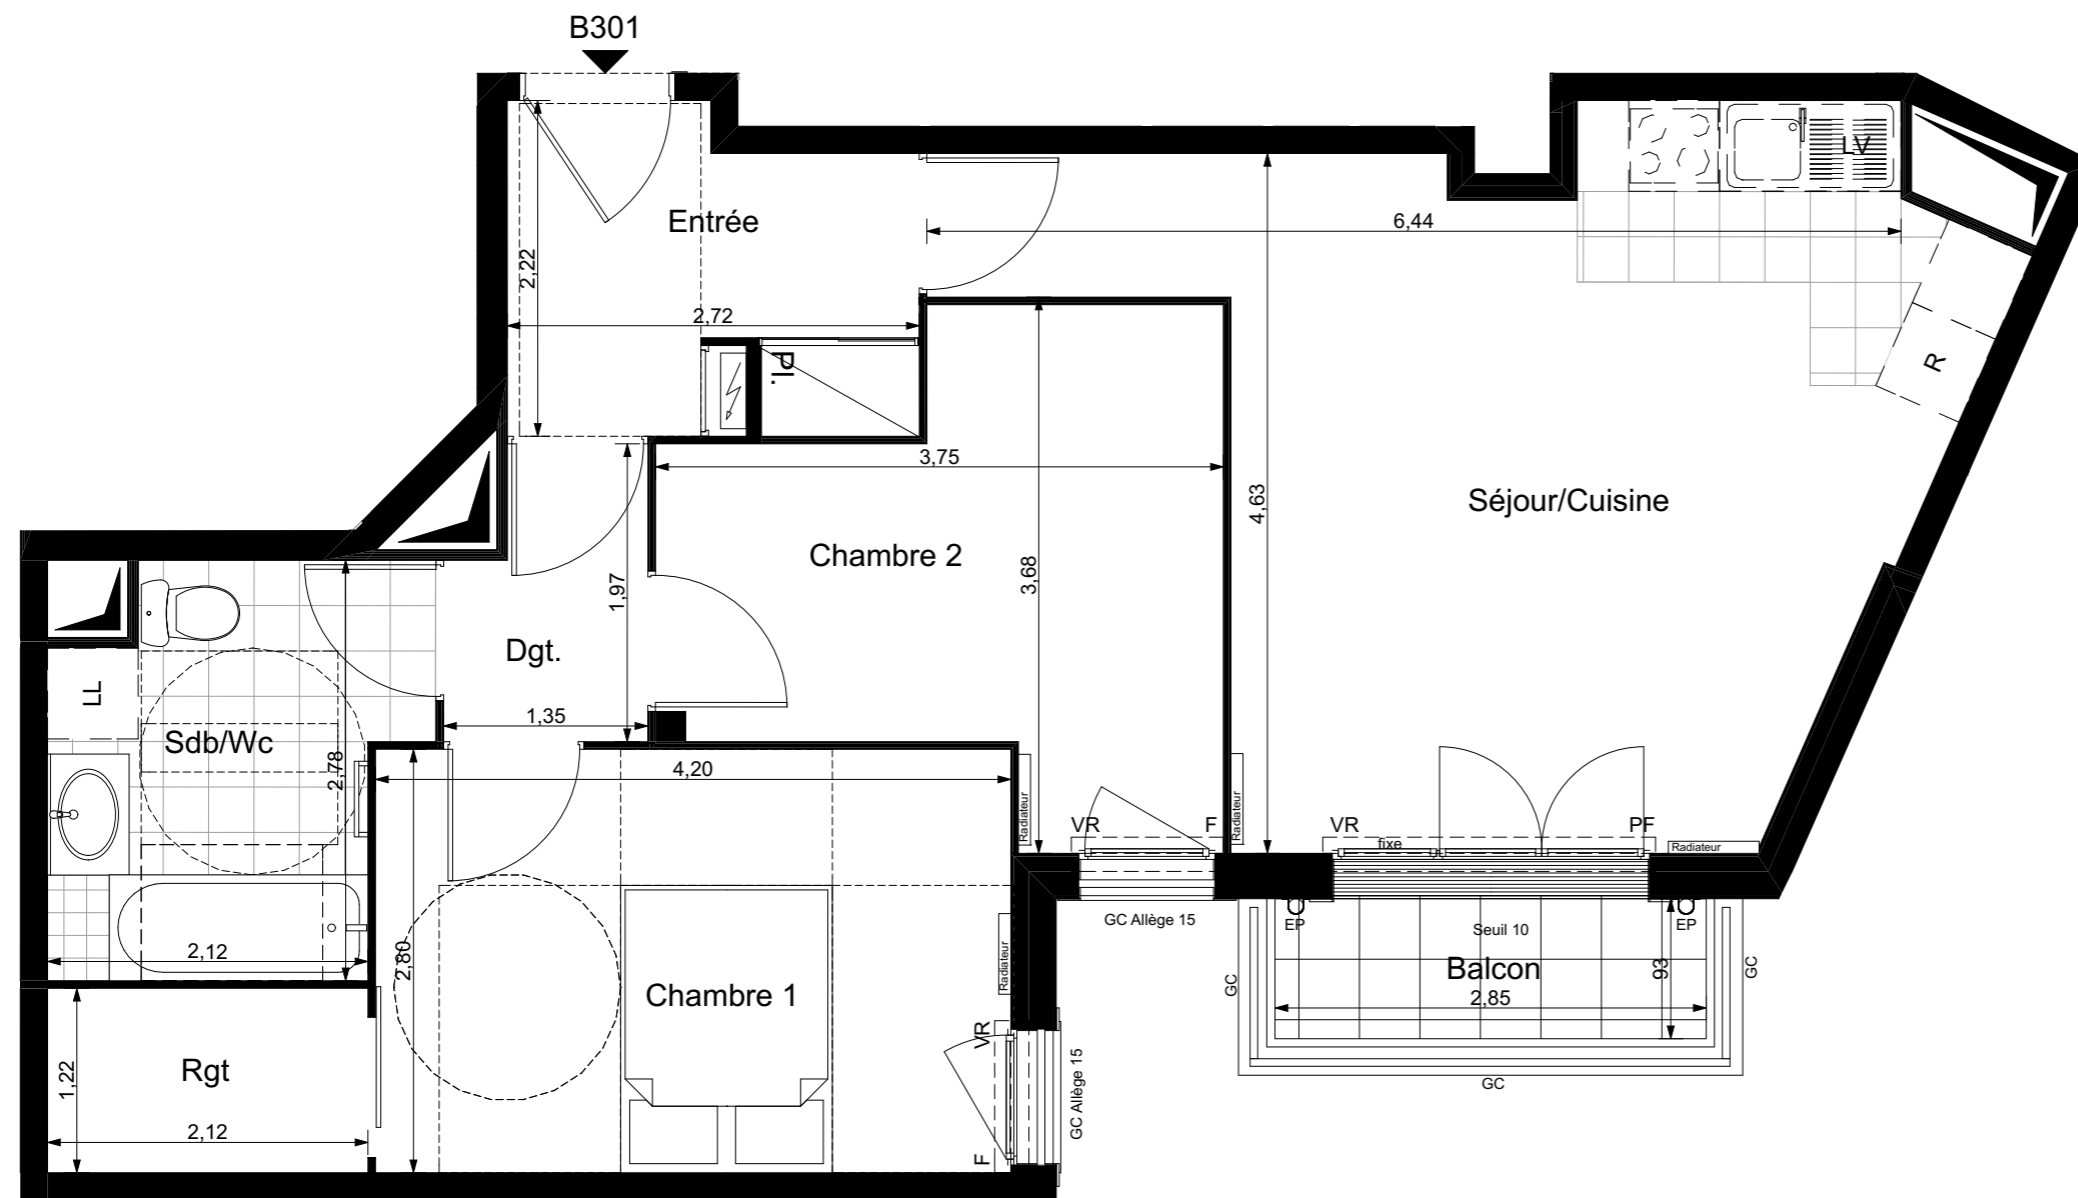 B301
LV
Entrée
6,44
2,22
2,72
Pl.
R
3,75
Séjour/Cuisine
4,63
Chambre 2
3,68
1,97
Dgt.
LL
1,35
Sdb/Wc
2,78
4,20
Radiateur
VR
F
Radiateur
VR
fixe
PF
Radiateur
GC Allège 15
EP
Seuil 10
EP
2,12
2,80
Radiateur
Chambre 1
GC
Balcon
93
GC
2,85
VR
GC Allège 15
1,22
Rgt
GC
2,12
F